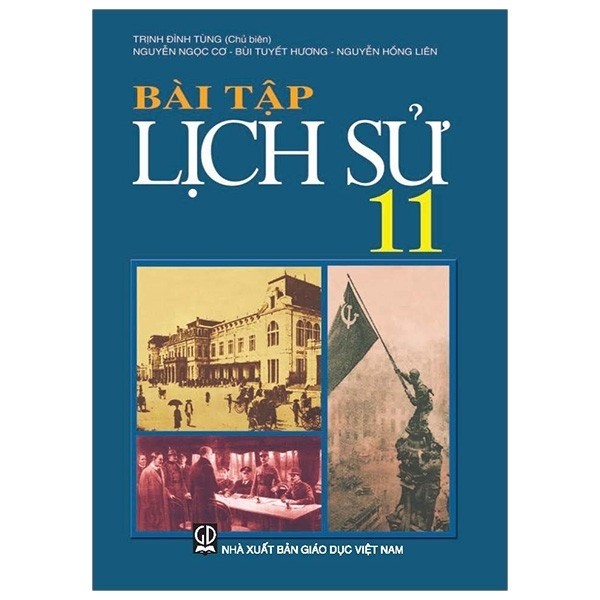 TRỊNH ĐÌNH TÙNG (Chủ biên)
NGUYỄN NGỌC CƠ - BÙI TUYẾT HƯƠNG - NGUYỄN HỒNG LIÊN
BÀI TẬP
LỊCH SỬ
11
GD
NHÀ XUẤT BẢN GIÁO DỤC VIỆT NAM